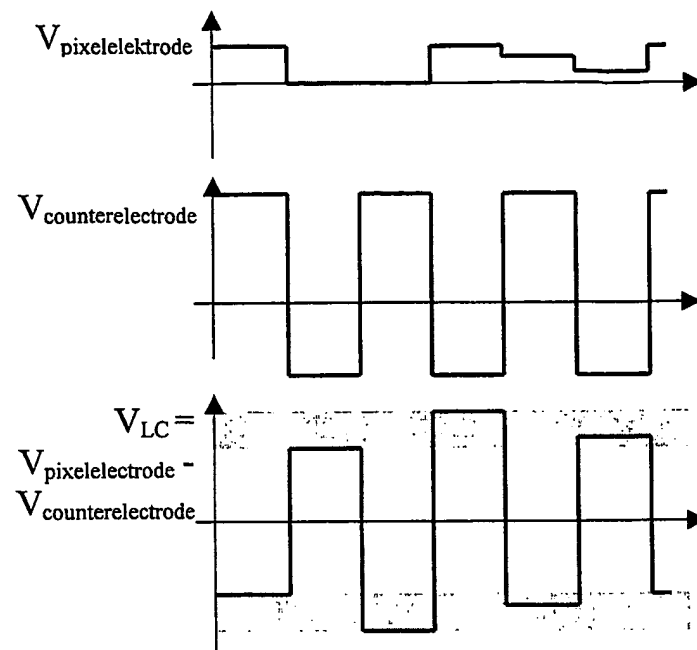 Vpixelelektrode
Vcounterelectrode
VLC =
Vpixelelectrode -
Vcounterelectrode